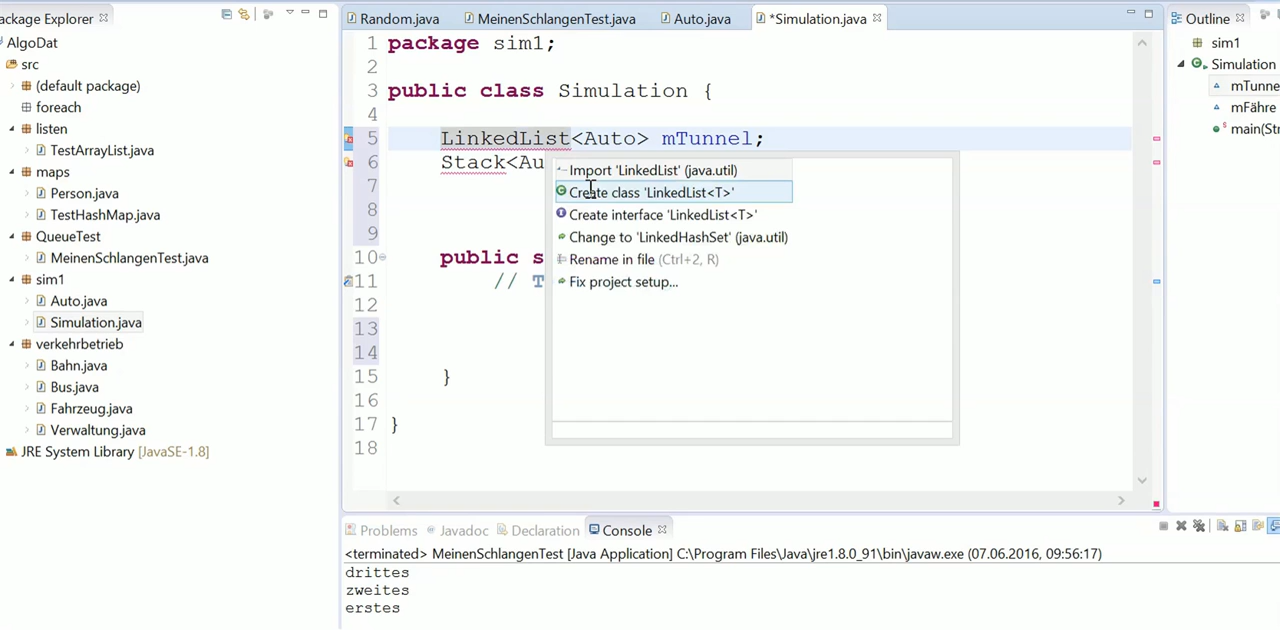 ackage Explorer
AlgoDat
src
(default package)
foreach
listen
TestArrayList.java
maps
Person.java
TestHashMap.java
QueueTest
MeinenSchlangenTest.java
sim1
Auto.java
Simulation.java
verkehrbetrieb
Bahn.java
Bus.java
Fahrzeug.java
Verwaltung.java
JRE System Library [JavaSE-1.8]
Random.java MeinenSchlangenTest.java Auto.java *Simulation.java
1 package sim1;
2
3 public class Simulation {
4
5 LinkedList<Auto> mTunnel;
6 Stack<Au
7
8
9
10 public s
11 // T
12
13
14
15 }
16
17 }
18
Import 'LinkedList' (java.util)
Create class 'LinkedList<T>'
Create interface 'LinkedList<T>'
Change to 'LinkedHashSet' (java.util)
Rename in file (Ctrl+2, R)
Fix project setup...
Outline
sim1
Simulation
mTunne
mFähre
main(Str
Problems Javadoc Declaration Console
<terminated> MeinenSchlangenTest [Java Application] C:\Program Files\Java\jre1.8.0_91\bin\javaw.exe (07.06.2016, 09:56:17)
drittes
zweites
erstes